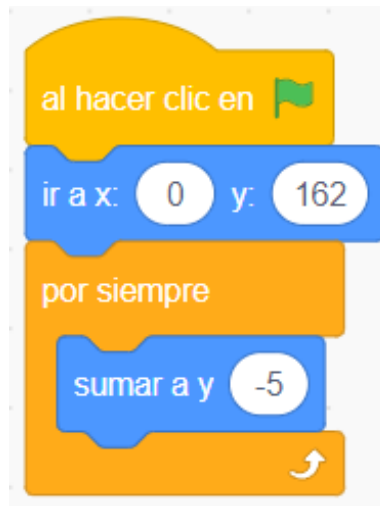 al hacer clic en
ir a x: 0 y: 162
por siempre
sumar a y -5